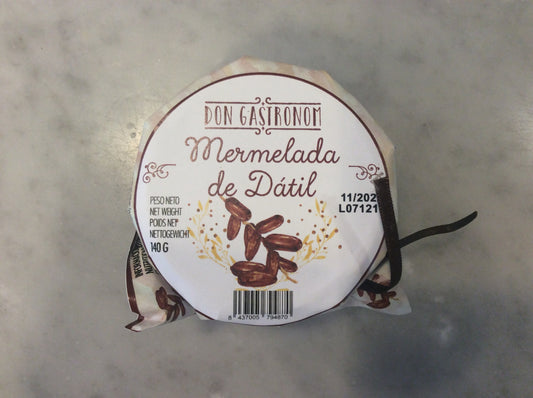 DON GASTRONOM
Mermelada
de Dátil
PESO NETO
NET WEIGHT
POIDS NET
NETTOGEWICHT
140 G
11/202
L07121
8 437005 794870